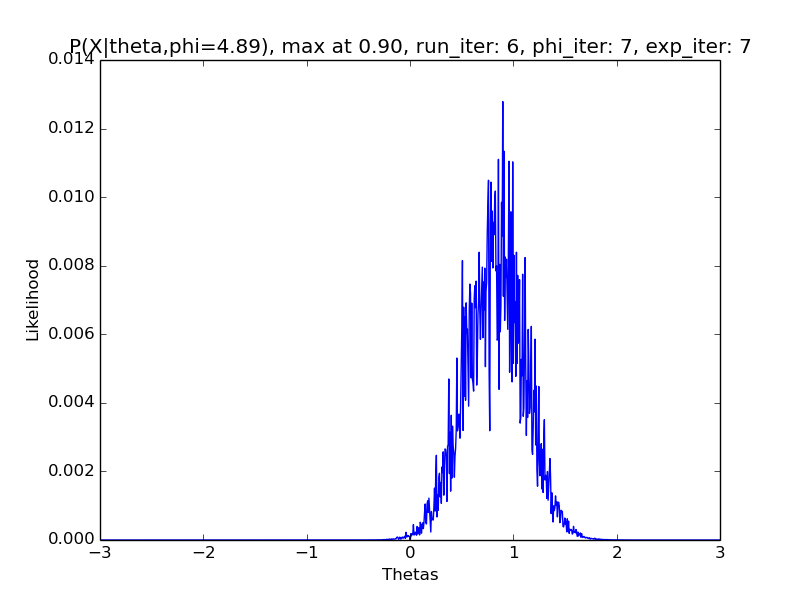 P(X|theta,phi=4.89), max at 0.90, run_iter: 6, phi_iter: 7, exp_iter: 7
0.014
0.012
0.010
0.008
0.006
0.004
0.002
0.000
Likelihood
−3 −2 −1 0 1 2 3
Thetas